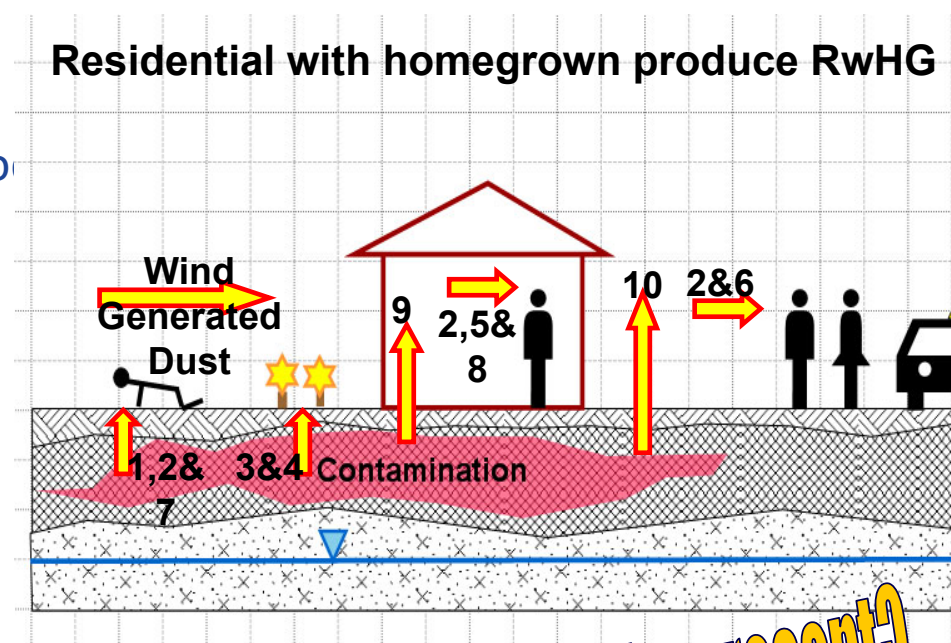 Residential with homegrown produce RwHG
Wind
Generated
Dust
9
2,5&
8
10
2&6
1,2&
7
3&4
Contamination